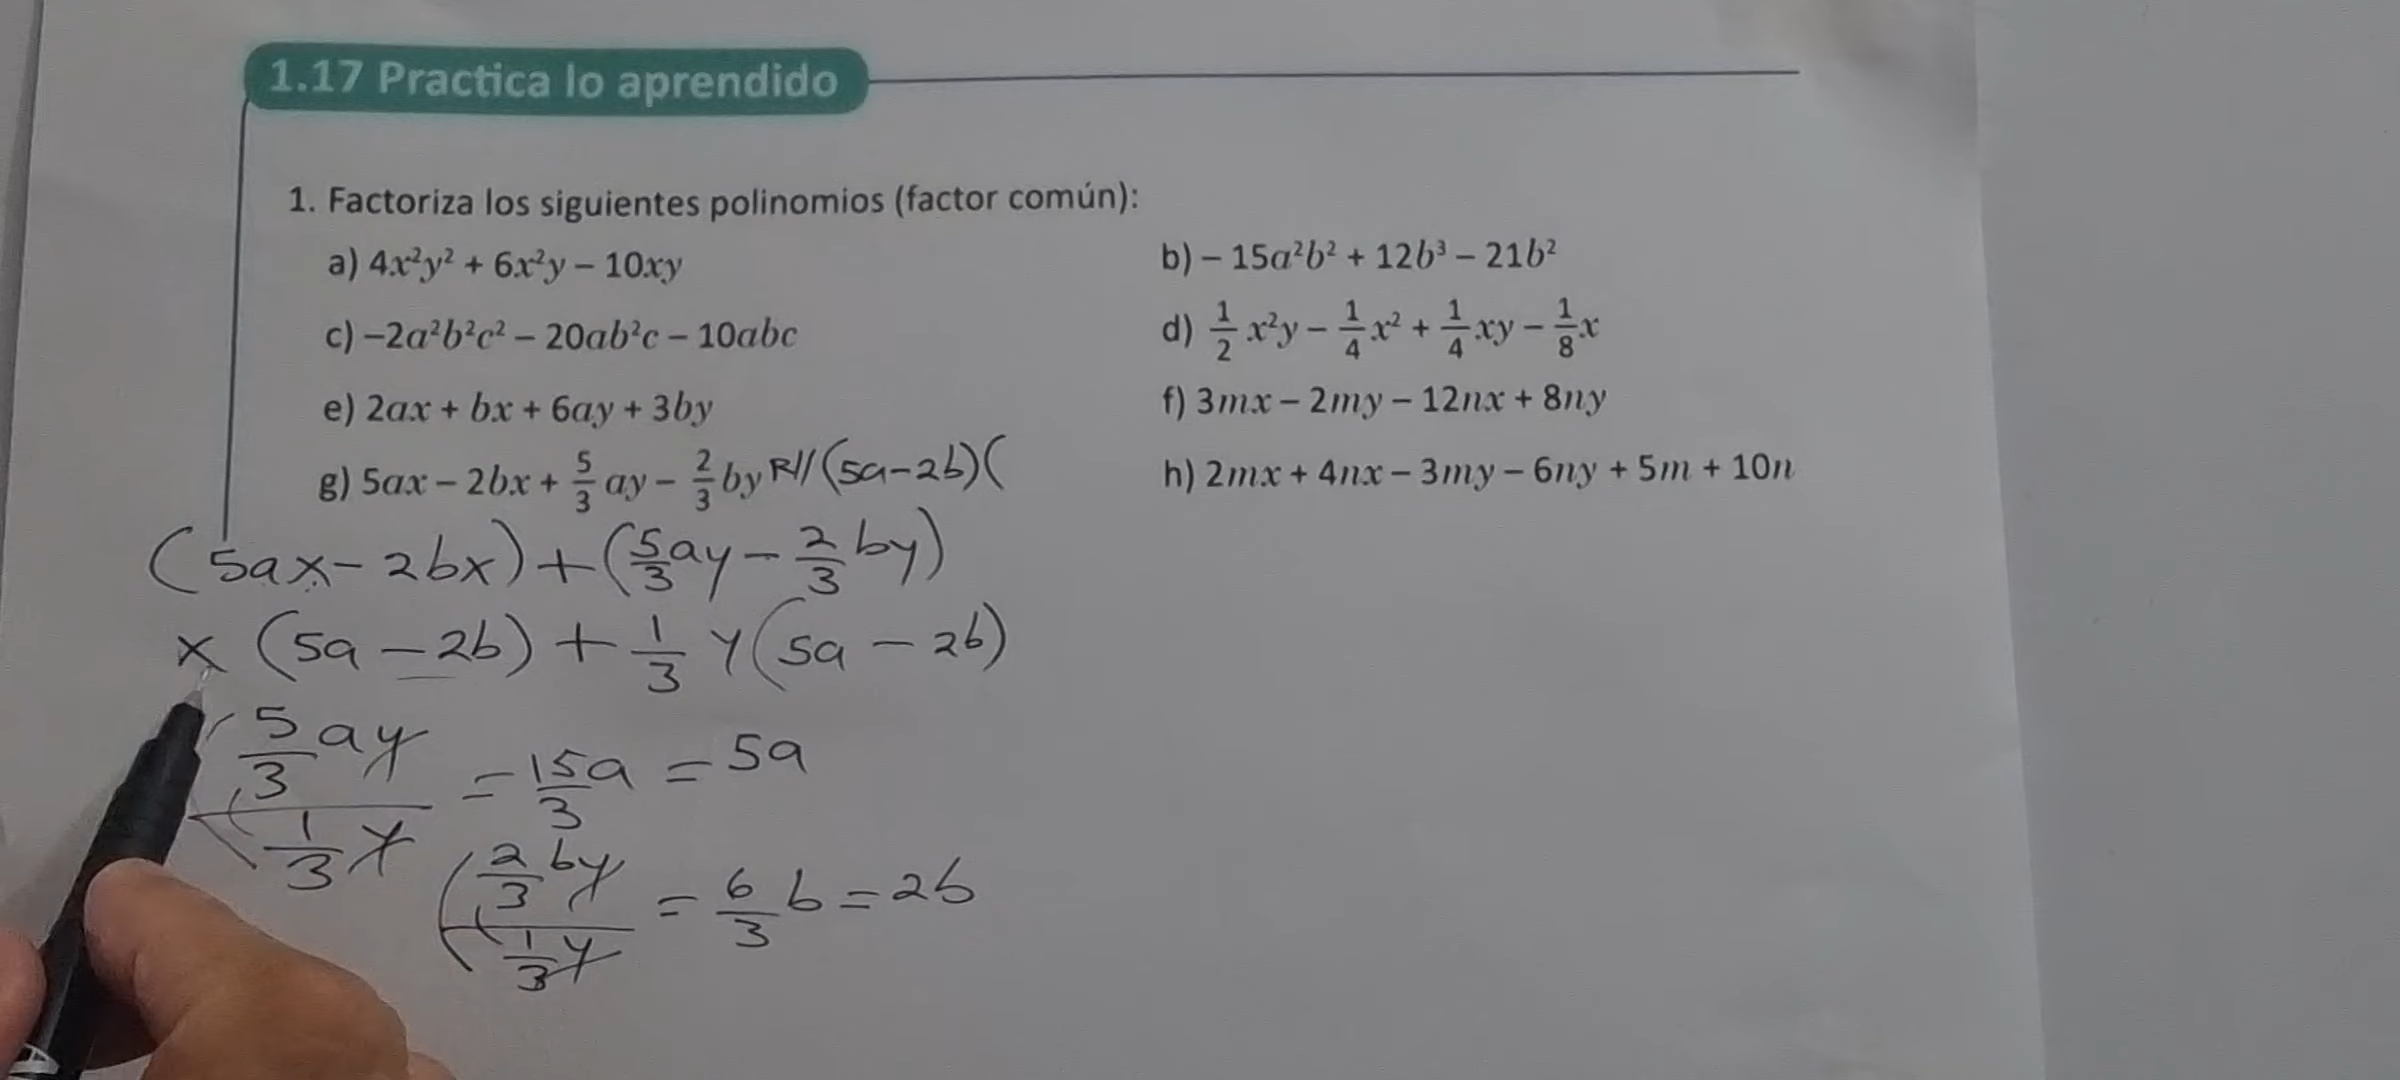 1.17 Practica lo aprendido
1. Factoriza los siguientes polinomios (factor común):
a) 4x²y² + 6x²y – 10xy
b) – 15a²b² + 12b³ – 21b²
c) –2a²b²c² – 20ab²c – 10abc
d) 1/2 x²y – 1/4 x² + 1/4 xy – 1/8 x
e) 2ax + bx + 6ay + 3by
f) 3mx – 2my – 12nx + 8ny
g) 5ax – 2bx + 5/3 ay – 2/3 by R// (5a-2b)(
h) 2mx + 4nx – 3my – 6ny + 5m + 10n
(5ax - 2bx) + (5/3 ay - 2/3 by)
x (5a - 2b) + 1/3 y (5a - 2b)
5/3 ay / 1/3 y = 15a/3 = 5a
2/3 by / 1/3 y = 6/3 b = 2b